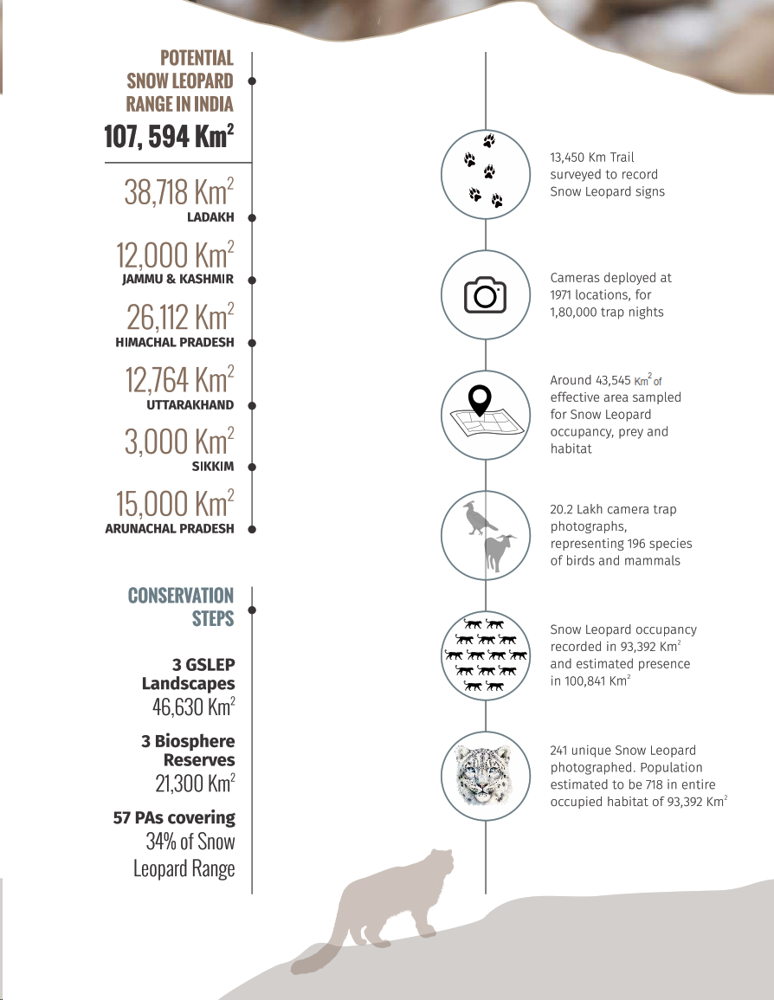 POTENTIAL
SNOW LEOPARD
RANGE IN INDIA
107, 594 Km²
38,718 Km²
LADAKH
12,000 Km²
JAMMU & KASHMIR
26,112 Km²
HIMACHAL PRADESH
12,764 Km²
UTTARAKHAND
3,000 Km²
SIKKIM
15,000 Km²
ARUNACHAL PRADESH
CONSERVATION
STEPS
3 GSLEP
Landscapes
46,630 Km²
3 Biosphere
Reserves
21,300 Km²
57 PAs covering
34% of Snow
Leopard Range
13,450 Km Trail
surveyed to record
Snow Leopard signs
Cameras deployed at
1971 locations, for
1,80,000 trap nights
Around 43,545 Km² of
effective area sampled
for Snow Leopard
occupancy, prey and
habitat
20.2 Lakh camera trap
photographs,
representing 196 species
of birds and mammals
Snow Leopard occupancy
recorded in 93,392 Km²
and estimated presence
in 100,841 Km²
241 unique Snow Leopard
photographed. Population
estimated to be 718 in entire
occupied habitat of 93,392 Km²